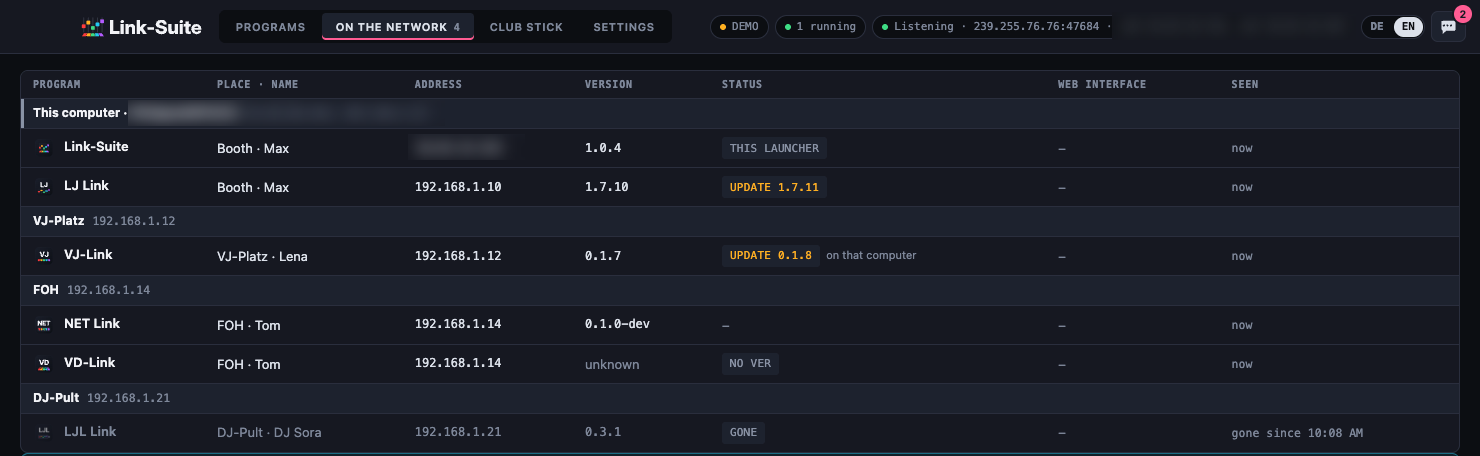 Link-Suite PROGRAMS ON THE NETWORK 4 CLUB STICK SETTINGS DEMO 1 running Listening · 239.255.76.76:47684 · DE EN 2
PROGRAM PLACE · NAME ADDRESS VERSION STATUS WEB INTERFACE SEEN
This computer ·
Link-Suite Booth · Max 1.0.4 THIS LAUNCHER – now
LJ LJ Link Booth · Max 192.168.1.10 1.7.10 UPDATE 1.7.11 – now
VJ-Platz 192.168.1.12
VJ VJ-Link VJ-Platz · Lena 192.168.1.12 0.1.7 UPDATE 0.1.8 on that computer – now
FOH 192.168.1.14
NET NET Link FOH · Tom 192.168.1.14 0.1.0-dev – – now
VD VD-Link FOH · Tom 192.168.1.14 unknown NO VER – now
DJ-Pult 192.168.1.21
LJL LJL Link DJ-Pult · DJ Sora 192.168.1.21 0.3.1 GONE – gone since 10:08 AM